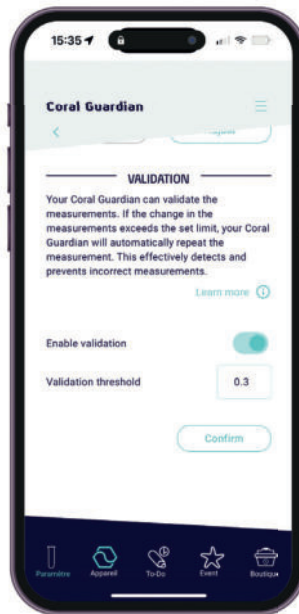 15:35
Coral Guardian
VALIDATION
Your Coral Guardian can validate the
measurements. If the change in the
measurements exceeds the set limit, your Coral
Guardian will automatically repeat the
measurement. This effectively detects and
prevents incorrect measurements.
Learn more
Enable validation
Validation threshold 0.3
Confirm
Paramètre Appareil To-Do Event Boutique